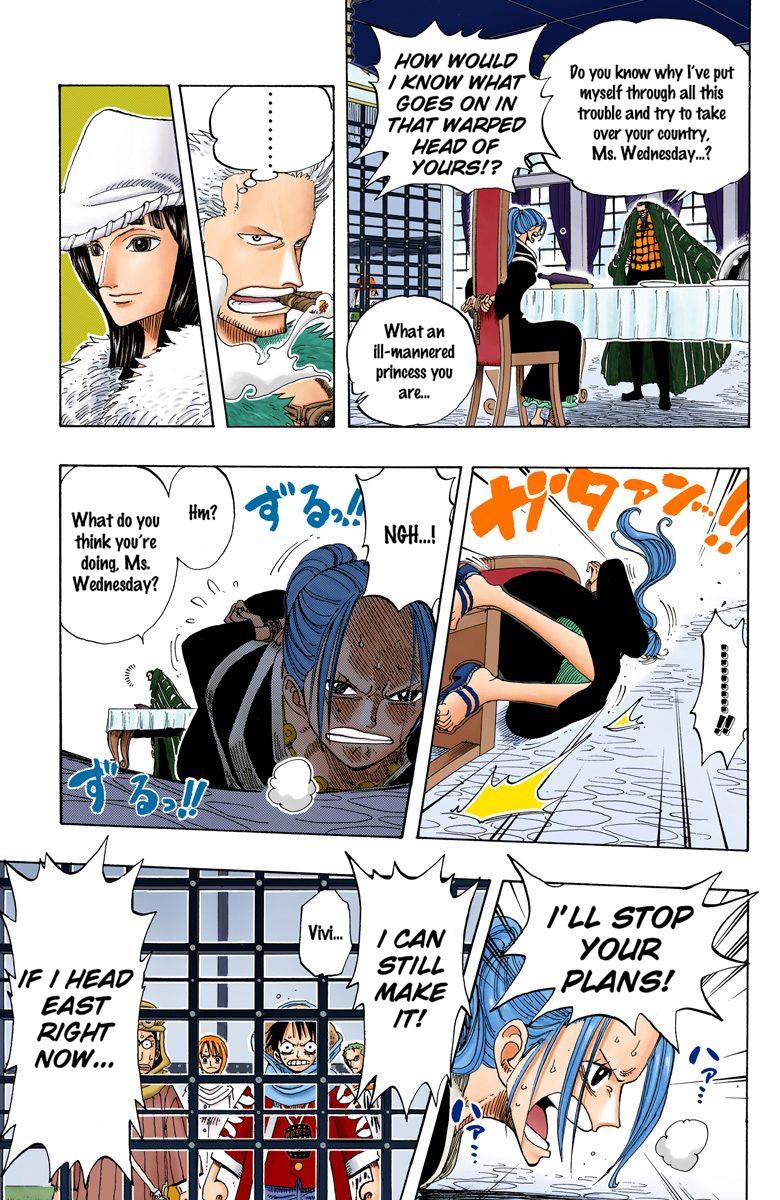 Do you know why I've put
myself through all this
trouble and try to take
over your country,
Ms. Wednesday...?
HOW WOULD
I KNOW WHAT
GOES ON IN
THAT WARPED
HEAD OF
YOURS!?
What an
ill-mannered
princess you
are...
........
ガタァン...!!
..........!!
NGH...!
ずるっ!!
Hm?
What do you
think you're
doing, Ms.
Wednesday?
ずるっ!!
I'LL STOP
YOUR
PLANS!
ハァ...
ハァ...
I CAN
STILL
MAKE
IT!
Vivi...
IF I HEAD
EAST
RIGHT
NOW...